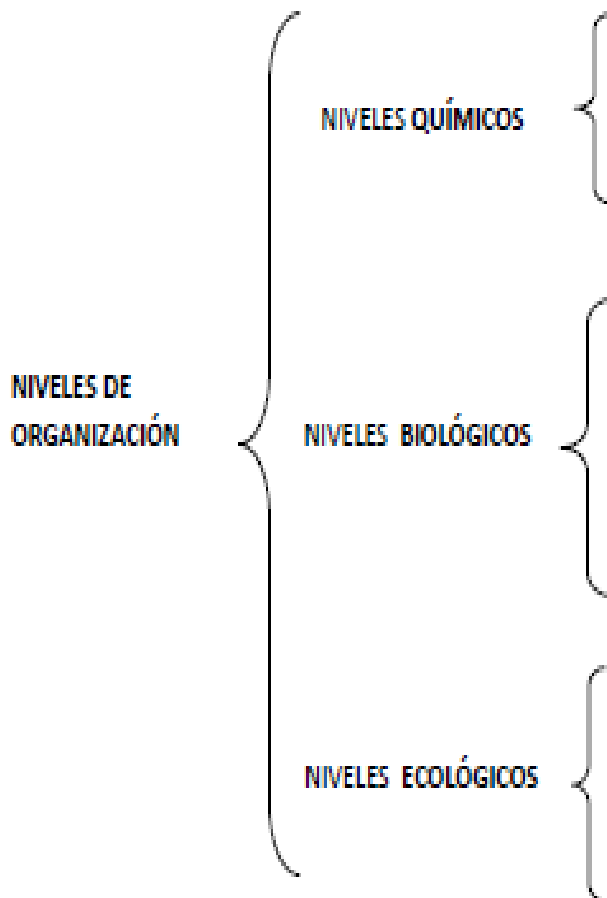 NIVELES QUÍMICOS
NIVELES DE
ORGANIZACIÓN
NIVELES BIOLÓGICOS
NIVELES ECOLÓGICOS